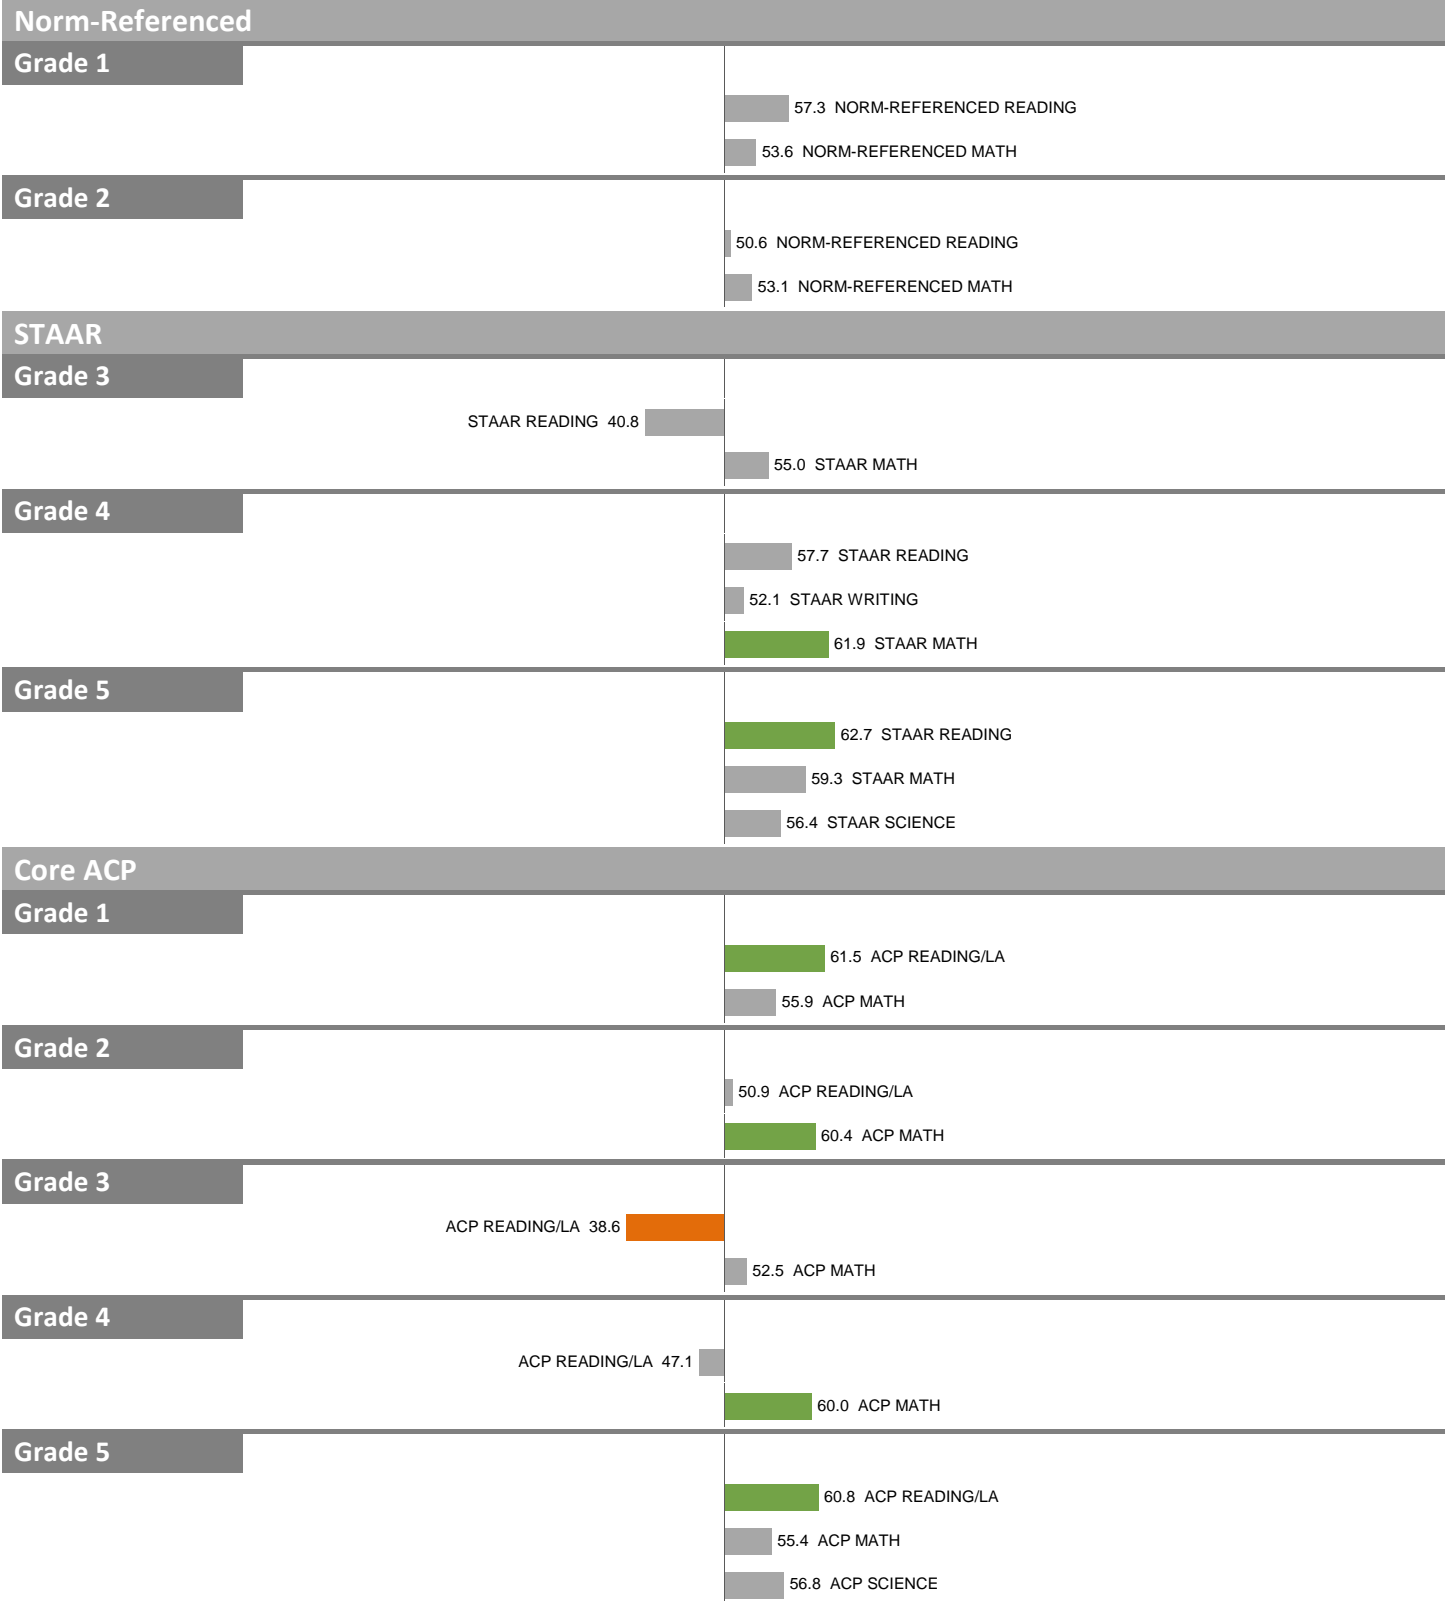 Norm-Referenced
Grade 1
57.3 NORM-REFERENCED READING
53.6 NORM-REFERENCED MATH
Grade 2
50.6 NORM-REFERENCED READING
53.1 NORM-REFERENCED MATH
STAAR
Grade 3
STAAR READING 40.8
55.0 STAAR MATH
Grade 4
57.7 STAAR READING
52.1 STAAR WRITING
61.9 STAAR MATH
Grade 5
62.7 STAAR READING
59.3 STAAR MATH
56.4 STAAR SCIENCE
Core ACP
Grade 1
61.5 ACP READING/LA
55.9 ACP MATH
Grade 2
50.9 ACP READING/LA
60.4 ACP MATH
Grade 3
ACP READING/LA 38.6
52.5 ACP MATH
Grade 4
ACP READING/LA 47.1
60.0 ACP MATH
Grade 5
60.8 ACP READING/LA
55.4 ACP MATH
56.8 ACP SCIENCE